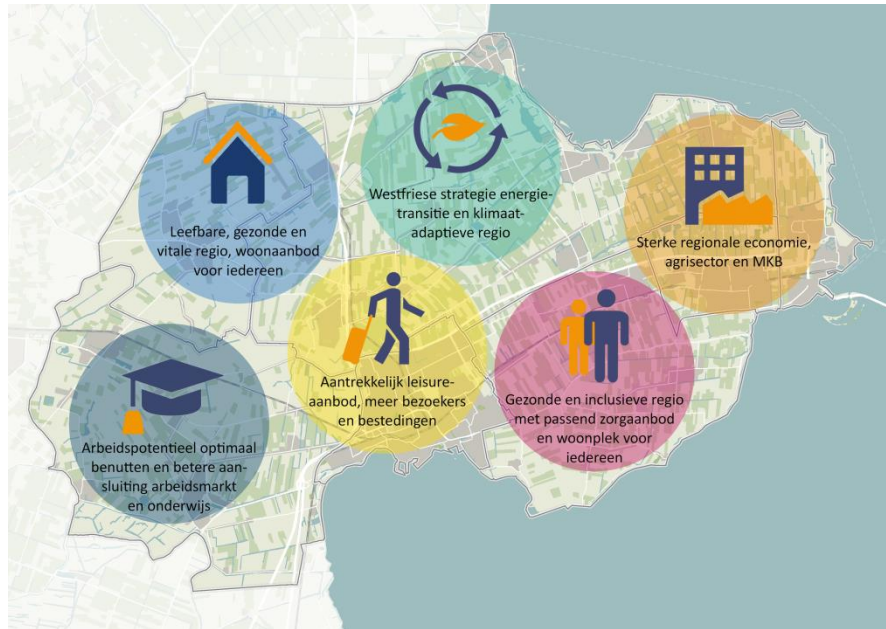 Leefbare, gezonde en
vitale regio, woonaanbod
voor iedereen
Westfriese strategie energie-
transitie en klimaat-
adaptieve regio
Sterke regionale economie,
agrisector en MKB
Arbeidspotentieel optimaal
benutten en betere aan-
sluiting arbeidsmarkt
en onderwijs
Aantrekkelijk leisure-
aanbod, meer bezoekers
en bestedingen
Gezonde en inclusieve regio
met passend zorgaanbod
en woonplek voor
iedereen